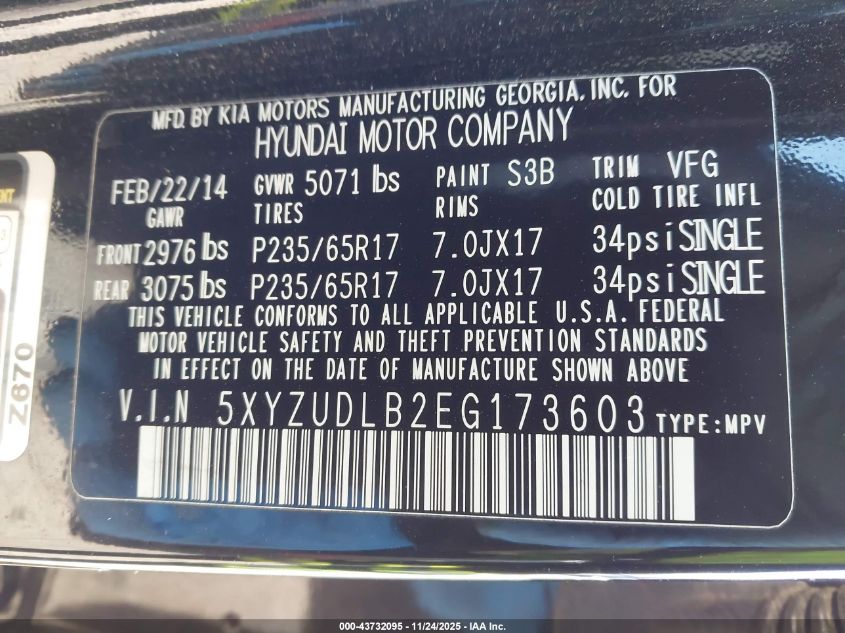 MFD. BY KIA MOTORS MANUFACTURING GEORGIA, INC. FOR
HYUNDAI MOTOR COMPANY
FEB/22/14 GVWR 5071 lbs PAINT S3B TRIM VFG
GAWR TIRES RIMS COLD TIRE INFL
FRONT 2976 lbs P235/65R17 7.0JX17 34psi SINGLE
REAR 3075 lbs P235/65R17 7.0JX17 34psi SINGLE
THIS VEHICLE CONFORMS TO ALL APPLICABLE U.S.A. FEDERAL
MOTOR VEHICLE SAFETY AND THEFT PREVENTION STANDARDS
IN EFFECT ON THE DATE OF MANUFACTURE SHOWN ABOVE.
V.I.N 5XYZUDLB2EG173603 TYPE:MPV
Z670
000-43732095 - 11/24/2025 - IAA Inc.